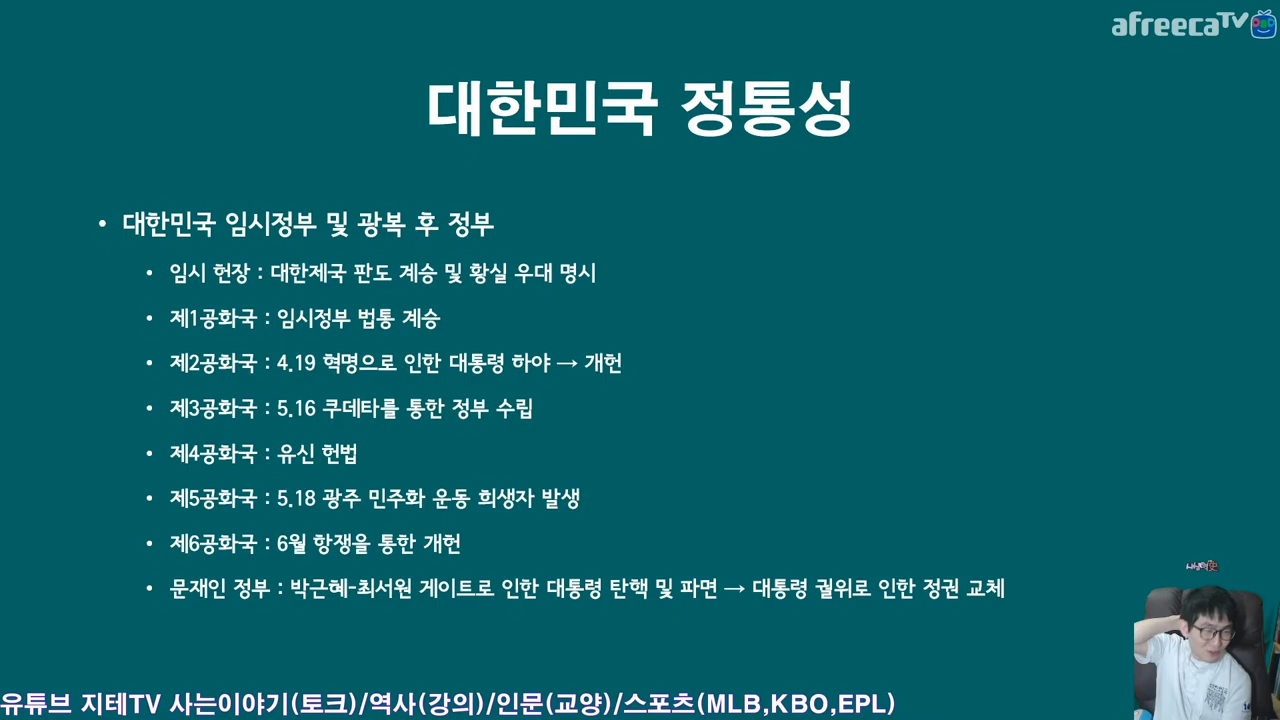 afreecaTV
대한민국 정통성
• 대한민국 임시정부 및 광복 후 정부
• 임시 헌장 : 대한제국 판도 계승 및 황실 우대 명시
• 제1공화국 : 임시정부 법통 계승
• 제2공화국 : 4.19 혁명으로 인한 대통령 하야 → 개헌
• 제3공화국 : 5.16 쿠데타를 통한 정부 수립
• 제4공화국 : 유신 헌법
• 제5공화국 : 5.18 광주 민주화 운동 희생자 발생
• 제6공화국 : 6월 항쟁을 통한 개헌
• 문재인 정부 : 박근혜-최서원 게이트로 인한 대통령 탄핵 및 파면 → 대통령 궐위로 인한 정권 교체
유튜브 지테TV 사는이야기(토크)/역사(강의)/인문(교양)/스포츠(MLB,KBO,EPL)